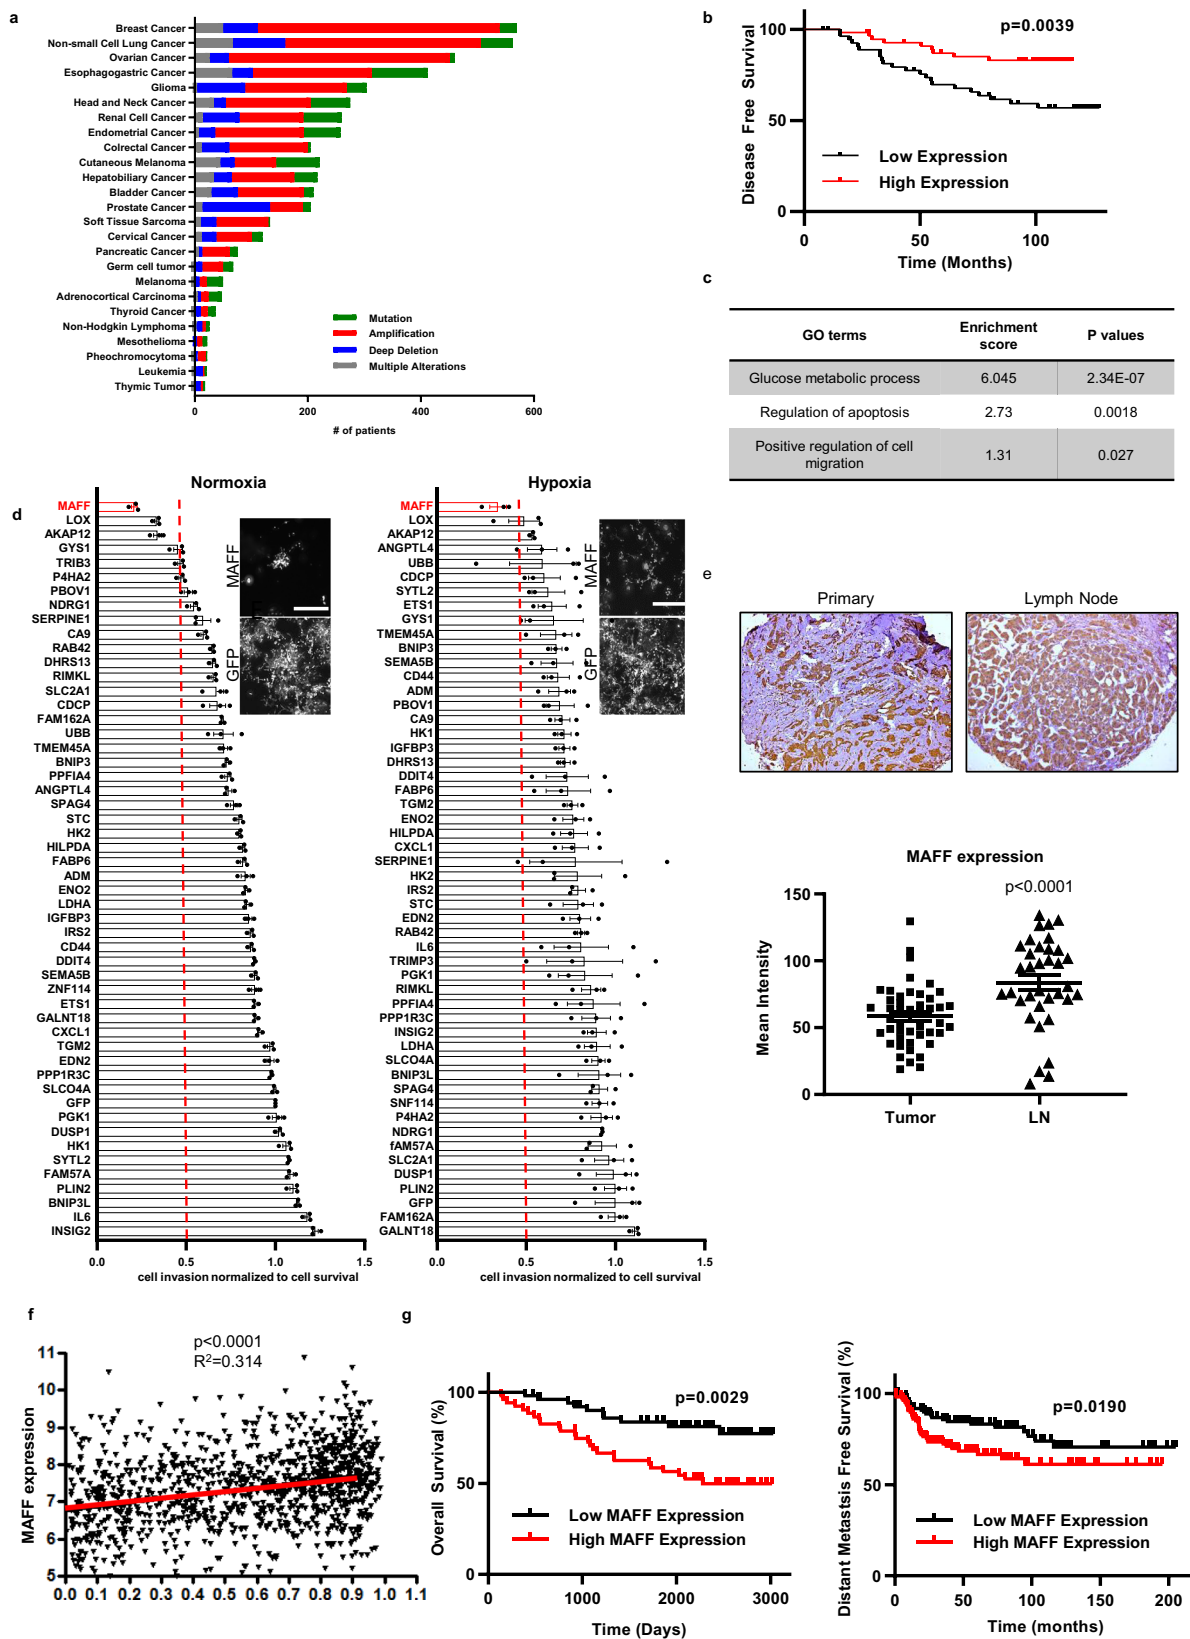 a
Breast Cancer
Non-small Cell Lung Cancer
Ovarian Cancer
Esophagogastric Cancer
Glioma
Head and Neck Cancer
Renal Cell Cancer
Endometrial Cancer
Colrectal Cancer
Cutaneous Melanoma
Hepatobiliary Cancer
Bladder Cancer
Prostate Cancer
Soft Tissue Sarcoma
Cervical Cancer
Pancreatic Cancer
Germ cell tumor
Melanoma
Adrenocortical Carcinoma
Thyroid Cancer
Non-Hodgkin Lymphoma
Mesothelioma
Pheochromocytoma
Leukemia
Thymic Tumor
Mutation
Amplification
Deep Deletion
Multiple Alterations
0 200 400 600
# of patients
b
p=0.0039
Disease Free Survival
100
50
0
Low Expression
High Expression
0 50 100
Time (Months)
c
GO terms Enrichment score P values
Glucose metabolic process 6.045 2.34E-07
Regulation of apoptosis 2.73 0.0018
Positive regulation of cell migration 1.31 0.027
d
Normoxia
MAFF
LOX
AKAP12
GYS1
TRIB3
P4HA2
PBOV1
NDRG1
SERPINE1
CA9
RAB42
DHRS13
RIMKL
SLC2A1
CDCP
FAM162A
UBB
TMEM45A
BNIP3
PPFIA4
ANGPTL4
SPAG4
STC
HK2
HILPDA
FABP6
ADM
ENO2
LDHA
IGFBP3
IRS2
CD44
DDIT4
SEMA5B
ZNF114
ETS1
GALNT18
CXCL1
TGM2
EDN2
PPP1R3C
SLCO4A
GFP
PGK1
DUSP1
HK1
SYTL2
FAM57A
PLIN2
BNIP3L
IL6
INSIG2
0.0 0.5 1.0 1.5
cell invasion normalized to cell survival
MAFF
GFP
Hypoxia
MAFF
LOX
AKAP12
ANGPTL4
UBB
CDCP
SYTL2
ETS1
GYS1
TMEM45A
BNIP3
SEMA5B
CD44
ADM
PBOV1
CA9
HK1
IGFBP3
DHRS13
DDIT4
FABP6
TGM2
ENO2
HILPDA
CXCL1
SERPINE1
HK2
IRS2
STC
EDN2
RAB42
IL6
TRIMP3
PGK1
RIMKL
PPFIA4
PPP1R3C
INSIG2
LDHA
SLCO4A
BNIP3L
SPAG4
SNF114
P4HA2
NDRG1
fAM57A
SLC2A1
DUSP1
PLIN2
GFP
FAM162A
GALNT18
0.0 0.5 1.0 1.5
cell invasion normalized to cell survival
MAFF
GFP
e
Primary Lymph Node
MAFF expression
p<0.0001
Mean Intensity
150
100
50
0
Tumor LN
f
p<0.0001
R²=0.314
MAFF expression
11
10
9
8
7
6
5
0.0 0.1 0.2 0.3 0.4 0.5 0.6 0.7 0.8 0.9 1.0 1.1
g
p=0.0029
Overall Survival (%)
100
50
0
Low MAFF Expression
High MAFF Expression
0 1000 2000 3000
Time (Days)
p=0.0190
Distant Metastsis Free Survival (%)
100
50
0
Low MAFF Expression
High MAFF Expression
0 50 100 150 200
Time (months)